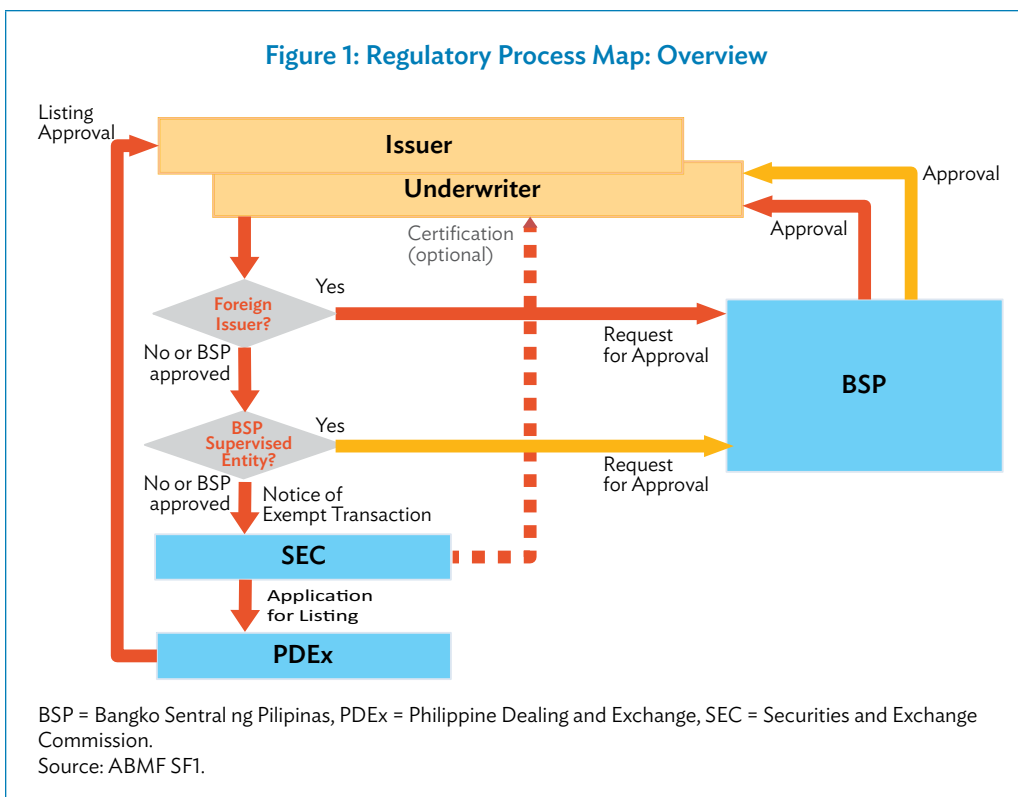 Figure 1: Regulatory Process Map: Overview
Listing
Approval
Issuer
Underwriter
Approval
Approval
Certification
(optional)
Foreign
Issuer?
Yes
Request
for Approval
No or BSP
approved
BSP
BSP
Supervised
Entity?
Yes
Request
for Approval
No or BSP
approved
Notice of
Exempt Transaction
SEC
Application
for Listing
PDEx
BSP = Bangko Sentral ng Pilipinas, PDEx = Philippine Dealing and Exchange, SEC = Securities and Exchange
Commission.
Source: ABMF SF1.